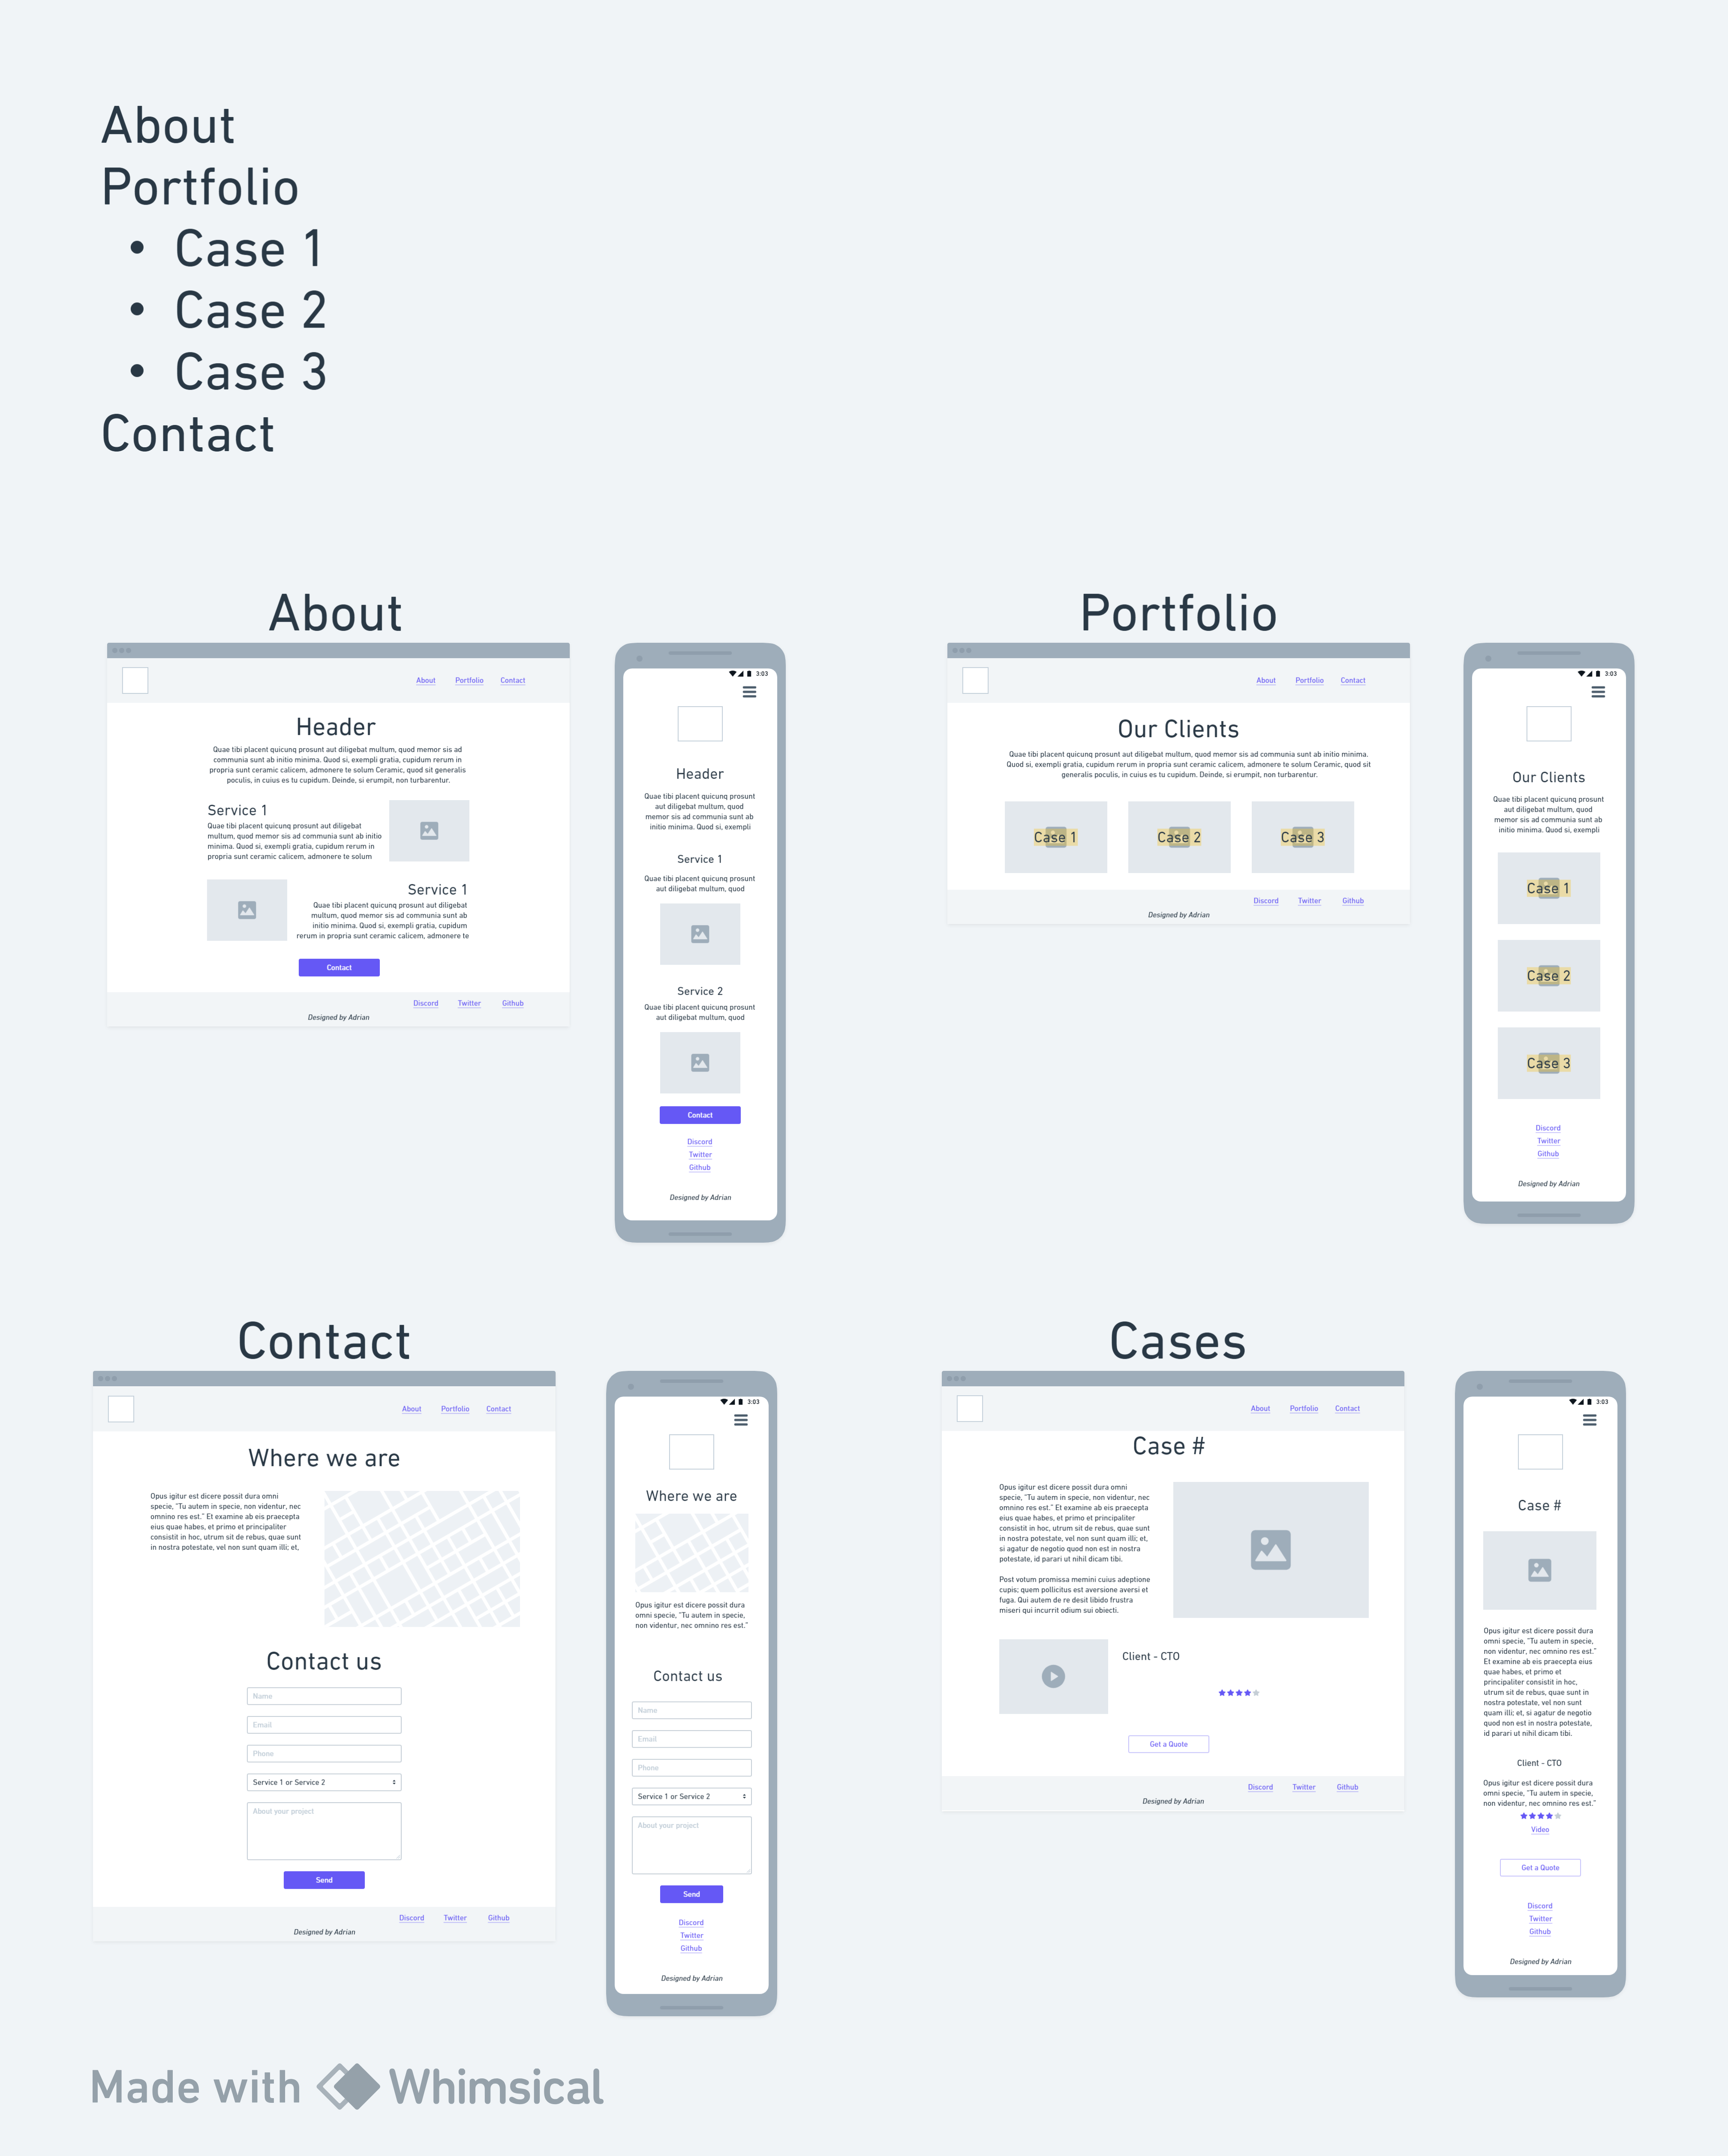 About
Portfolio
• Case 1
• Case 2
• Case 3
Contact
About
About Portfolio Contact
Header
Quae tibi placent quicunq prosunt aut diligebat multum, quod memor sis ad
communia sunt ab initio minima. Quod si, exempli gratia, cupidum rerum in
propria sunt ceramic calicem, admonere te solum Ceramic, quod sit generalis
poculis, in cuius es tu cupidum. Deinde, si erumpit, non turbarentur.
Service 1
Quae tibi placent quicunq prosunt aut diligebat
multum, quod memor sis ad communia sunt ab initio
minima. Quod si, exempli gratia, cupidum rerum in
propria sunt ceramic calicem, admonere te solum
Service 1
Quae tibi placent quicunq prosunt aut diligebat
multum, quod memor sis ad communia sunt ab
initio minima. Quod si, exempli gratia, cupidum
rerum in propria sunt ceramic calicem, admonere te
Contact
Discord Twitter Github
Designed by Adrian
3:03
Header
Quae tibi placent quicunq prosunt
aut diligebat multum, quod
memor sis ad communia sunt ab
initio minima. Quod si, exempli
Service 1
Quae tibi placent quicunq prosunt
aut diligebat multum, quod
Service 2
Quae tibi placent quicunq prosunt
aut diligebat multum, quod
Contact
Discord
Twitter
Github
Designed by Adrian
Portfolio
About Portfolio Contact
Our Clients
Quae tibi placent quicunq prosunt aut diligebat multum, quod memor sis ad communia sunt ab initio minima.
Quod si, exempli gratia, cupidum rerum in propria sunt ceramic calicem, admonere te solum Ceramic, quod sit
generalis poculis, in cuius es tu cupidum. Deinde, si erumpit, non turbarentur.
Case 1 Case 2 Case 3
Discord Twitter Github
Designed by Adrian
3:03
Our Clients
Quae tibi placent quicunq prosunt
aut diligebat multum, quod
memor sis ad communia sunt ab
initio minima. Quod si, exempli
Case 1
Case 2
Case 3
Discord
Twitter
Github
Designed by Adrian
Contact
About Portfolio Contact
Where we are
Opus igitur est dicere possit dura omni
specie, "Tu autem in specie, non videntur, nec
omnino res est." Et examine ab eis praecepta
eius quae habes, et primo et principaliter
consistit in hoc, utrum sit de rebus, quae sunt
in nostra potestate, vel non sunt quam illi; et,
Contact us
Name
Email
Phone
Service 1 or Service 2
About your project
Send
Discord Twitter Github
Designed by Adrian
3:03
Where we are
Opus igitur est dicere possit dura
omni specie, "Tu autem in specie,
non videntur, nec omnino res est."
Contact us
Name
Email
Phone
Service 1 or Service 2
About your project
Send
Discord
Twitter
Github
Designed by Adrian
Cases
About Portfolio Contact
Case #
Opus igitur est dicere possit dura omni
specie, "Tu autem in specie, non videntur, nec
omnino res est." Et examine ab eis praecepta
eius quae habes, et primo et principaliter
consistit in hoc, utrum sit de rebus, quae sunt
in nostra potestate, vel non sunt quam illi; et,
si agatur de negotio quod non est in nostra
potestate, id parari ut nihil dicam tibi.
Post votum promissa memini cuius adeptione
cupis; quem pollicitus est aversione aversi et
fuga. Qui autem de re desit libido frustra
miseri qui incurrit odium sui obiecti.
Client - CTO
Get a Quote
Discord Twitter Github
Designed by Adrian
3:03
Case #
Opus igitur est dicere possit dura
omni specie, "Tu autem in specie,
non videntur, nec omnino res est."
Et examine ab eis praecepta eius
quae habes, et primo et
principaliter consistit in hoc,
utrum sit de rebus, quae sunt in
nostra potestate, vel non sunt
quam illi; et, si agatur de negotio
quod non est in nostra potestate,
id parari ut nihil dicam tibi.
Client - CTO
Opus igitur est dicere possit dura
omni specie, "Tu autem in specie,
non videntur, nec omnino res est."
Video
Get a Quote
Discord
Twitter
Github
Designed by Adrian
Made with Whimsical